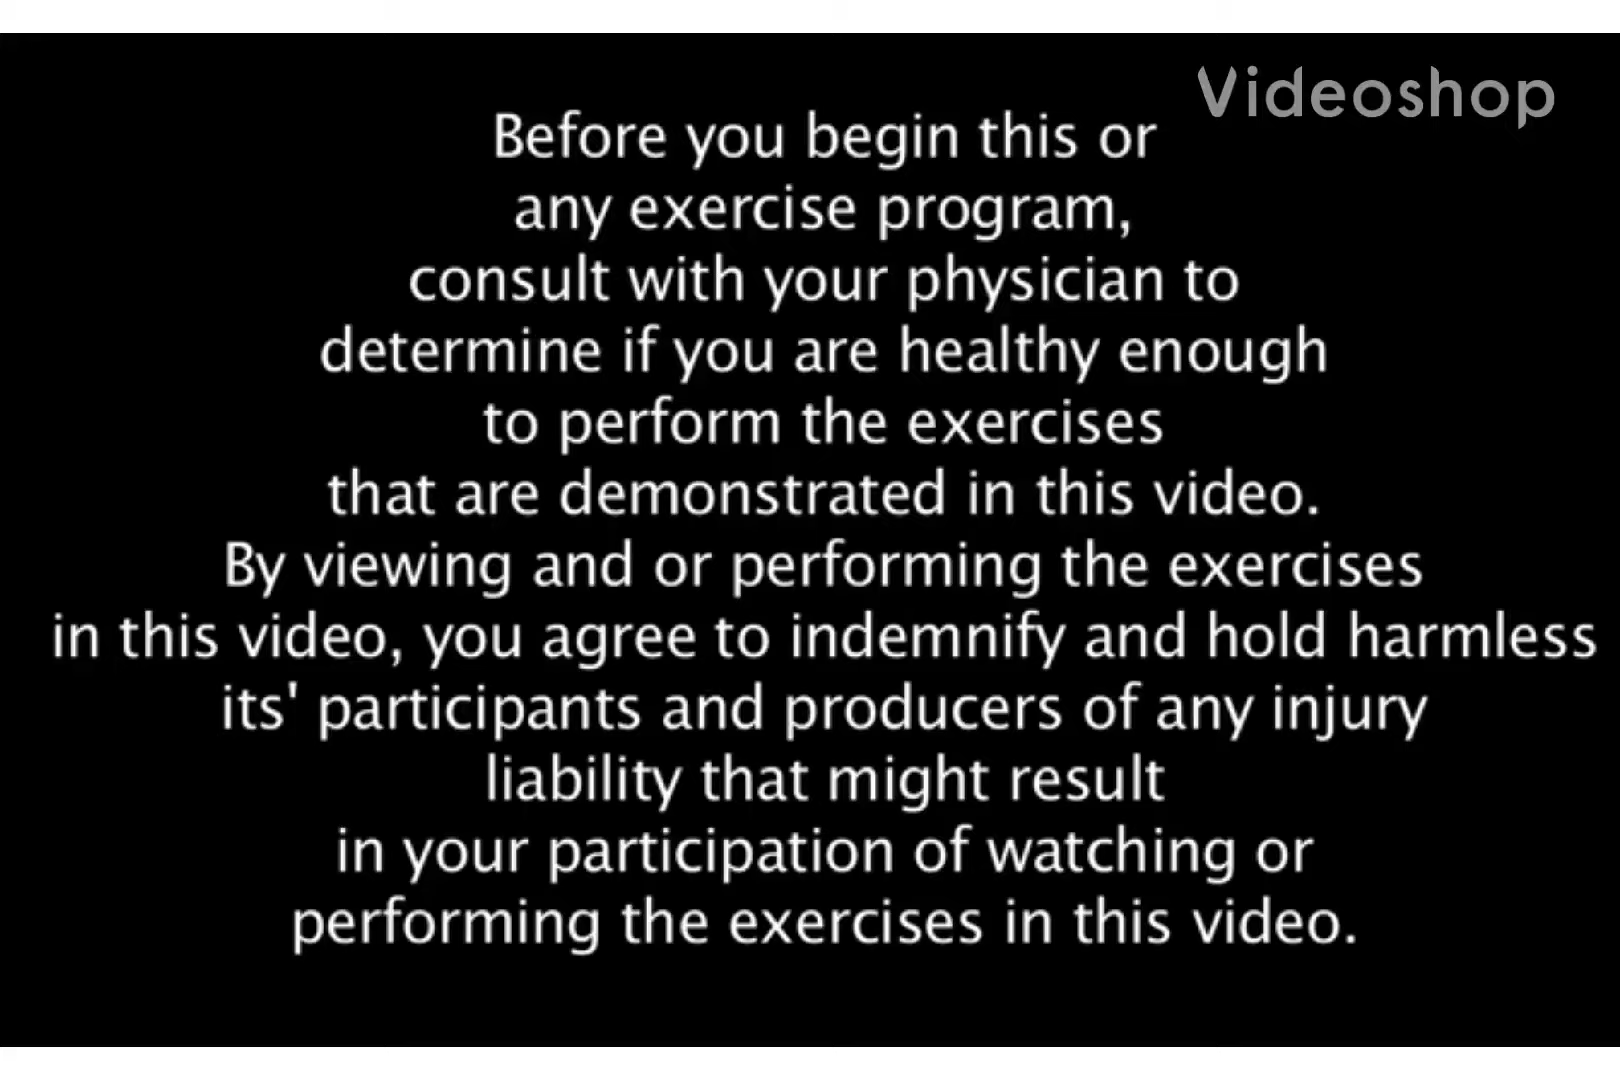 Videoshop
Before you begin this or
any exercise program,
consult with your physician to
determine if you are healthy enough
to perform the exercises
that are demonstrated in this video.
By viewing and or performing the exercises
in this video, you agree to indemnify and hold harmless
its' participants and producers of any injury
liability that might result
in your participation of watching or
performing the exercises in this video.